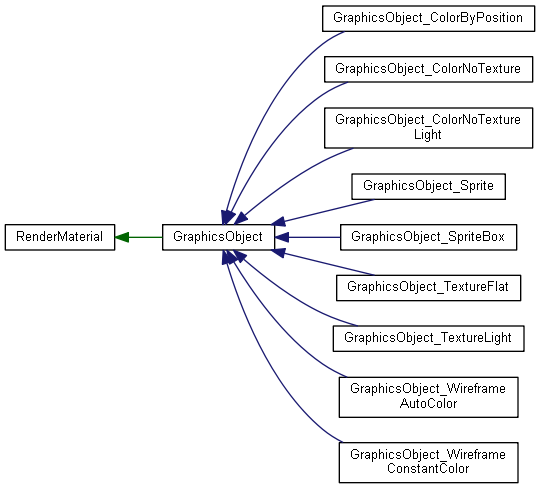 GraphicsObject_ColorByPosition
GraphicsObject_ColorNoTexture
GraphicsObject_ColorNoTexture
Light
GraphicsObject_Sprite
RenderMaterial
GraphicsObject
GraphicsObject_SpriteBox
GraphicsObject_TextureFlat
GraphicsObject_TextureLight
GraphicsObject_Wireframe
AutoColor
GraphicsObject_Wireframe
ConstantColor